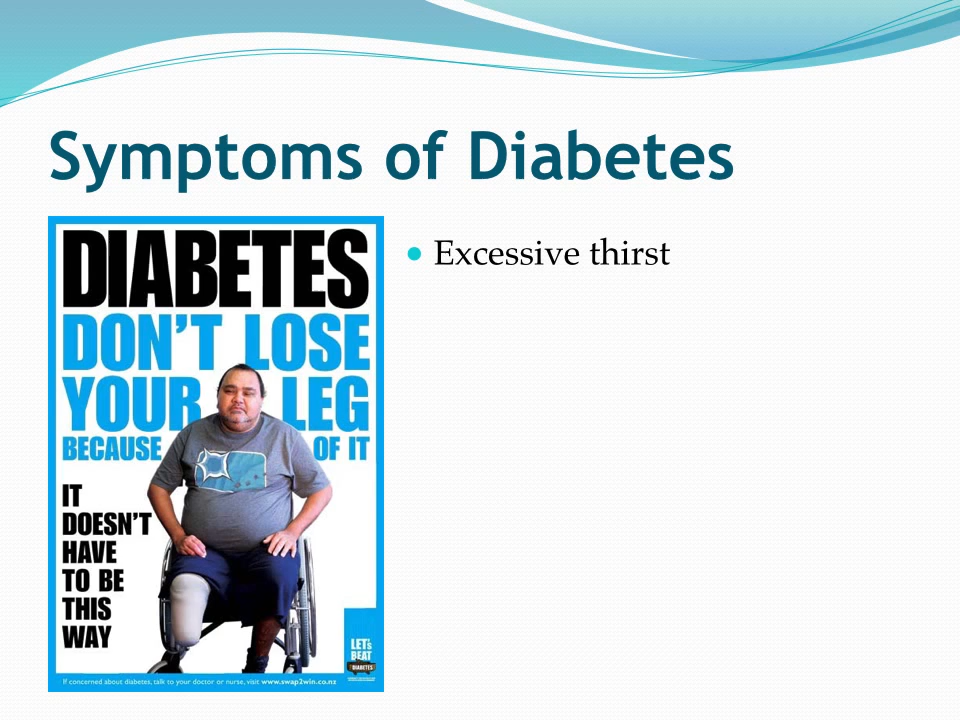 Symptoms of Diabetes
DIABETES
DON'T LOSE
YOUR LEG
BECAUSE OF IT
IT
DOESN'T
HAVE
TO BE
THIS
WAY
LET'S
BEAT
DIABETES
If concerned about diabetes, talk to your doctor or nurse, visit www.swap2win.co.nz
• Excessive thirst